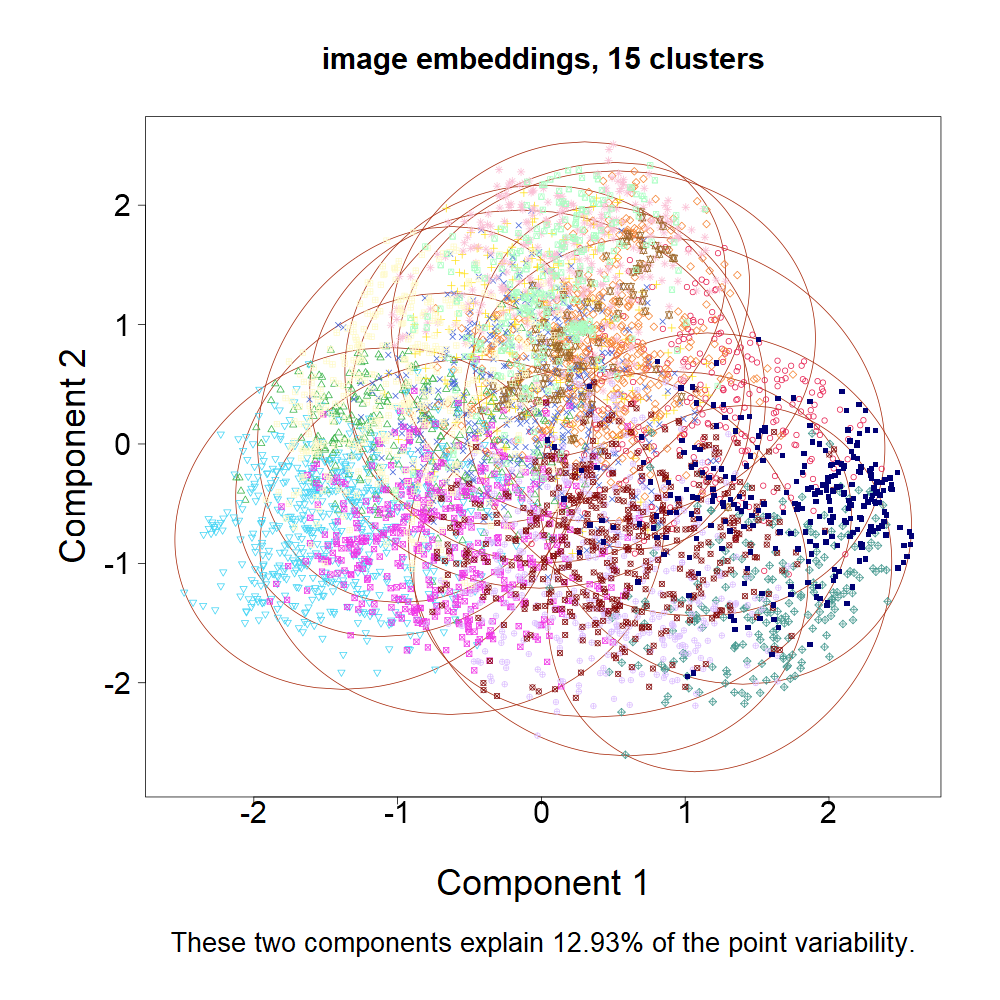 image embeddings, 15 clusters
2
1
0
-1
-2
Component 2
-2 -1 0 1 2
Component 1
These two components explain 12.93% of the point variability.